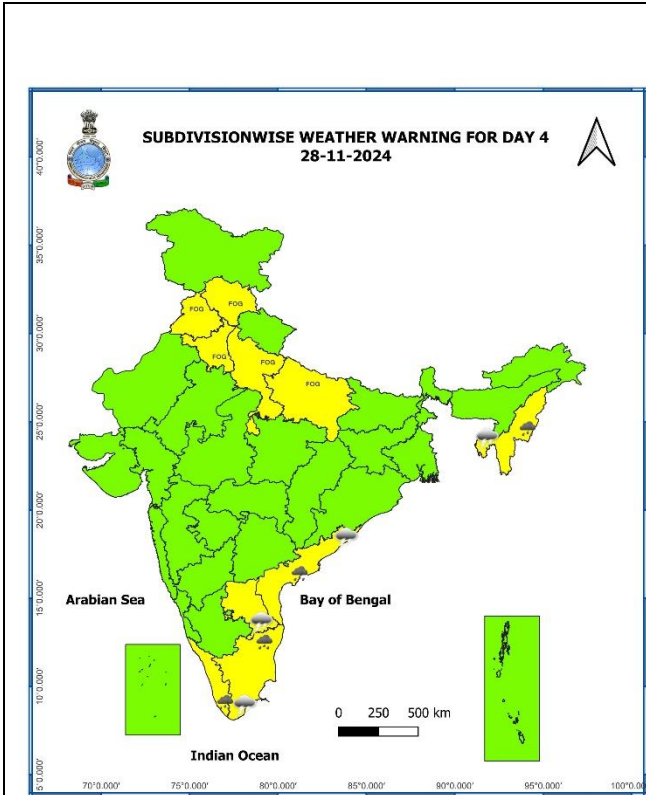 SUBDIVISIONWISE WEATHER WARNING FOR DAY 4
28-11-2024
40°0.000'
35°0.000'
FOG
FOG
30°0.000'
FOG
FOG
FOG
25°0.000'
20°0.000'
15°0.000'
Arabian Sea
Bay of Bengal
10°0.000'
0 250 500 km
Indian Ocean
5°0.000'
70°0.000' 75°0.000' 80°0.000' 85°0.000' 90°0.000' 95°0.000' 100°0.0